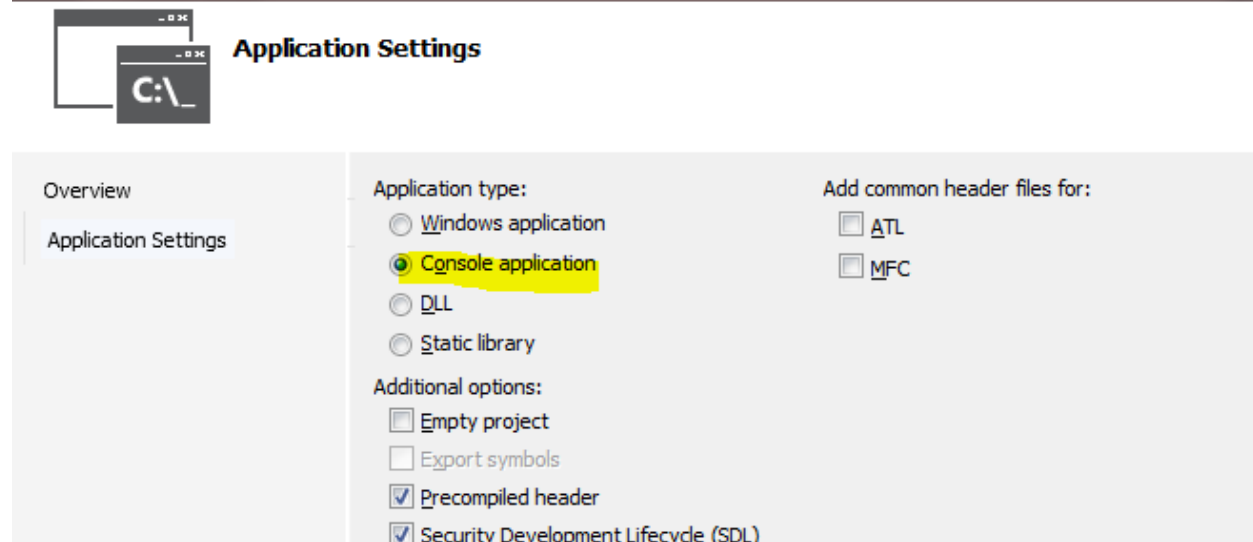 C:\_
Application Settings
Overview
Application Settings
Application type:
Windows application
Console application
DLL
Static library
Additional options:
Empty project
Export symbols
Precompiled header
Security Development Lifecycle (SDL)
Add common header files for:
ATL
MFC